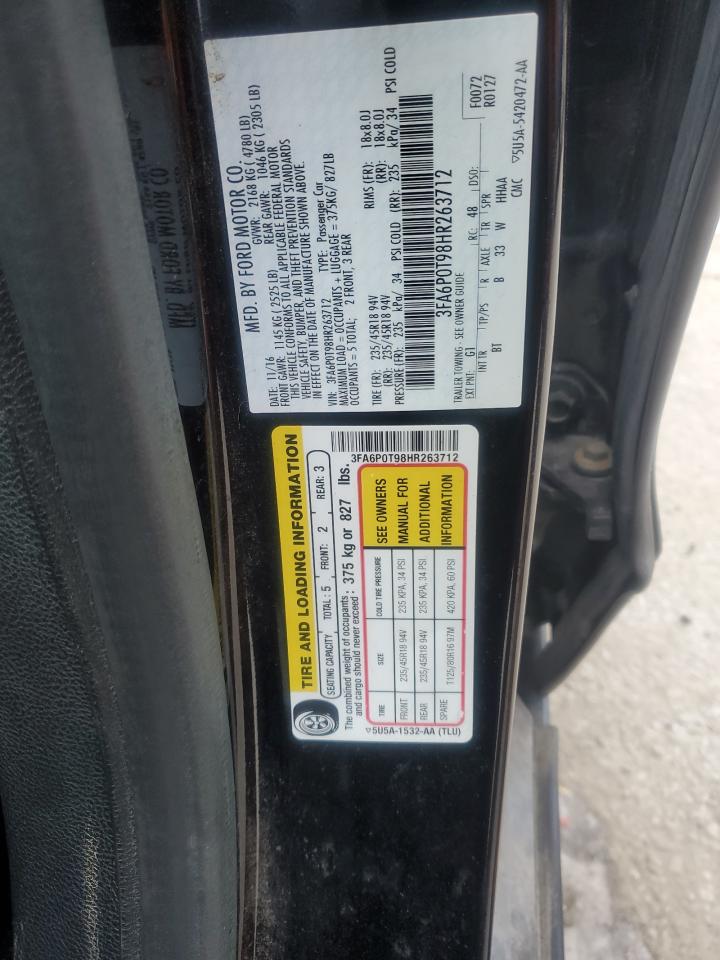 MFD. BY FORD MOTOR CO.
DATE: 11/16 GVWR: 2168 KG ( 4780 LB)
FRONT GAWR: 1145 KG ( 2525 LB) REAR GAWR: 1046 KG ( 2305 LB)
THIS VEHICLE CONFORMS TO ALL APPLICABLE FEDERAL MOTOR
VEHICLE SAFETY, BUMPER, AND THEFT PREVENTION STANDARDS
IN EFFECT ON THE DATE OF MANUFACTURE SHOWN ABOVE.
VIN: 3FA6P0T98HR263712 TYPE: Passenger Car
MAXIMUM LOAD = OCCUPANTS + LUGGAGE = 375KG/ 827LB
OCCUPANTS = 5 TOTAL: 2 FRONT, 3 REAR
TIRE (FR): 235/45R18 94V RIMS (FR): 18x8.0J
(RR): 235/45R18 94V (RR): 18x8.0J
PRESSURE (FR): 235 kPa/ 34 PSI COLD (RR): 235 kPa/ 34 PSI COLD
3FA6P0T98HR263712
F0072
R0127
TRAILER TOWING - SEE OWNER GUIDE
EXT PNT: G1 RC: 48 DSO:
INT TR TP/PS R AXLE TR SPR
BT B 33 W HHAA
CMC ▽5U5A-5420472-AA
TIRE AND LOADING INFORMATION
SEATING CAPACITY TOTAL: 5 FRONT: 2 REAR: 3
The combined weight of occupants and cargo should never exceed: 375 kg or 827 lbs.
3FA6P0T98HR263712
TIRE SIZE COLD TIRE PRESSURE
FRONT 235/45R18 94V 235 KPA, 34 PSI
REAR 235/45R18 94V 235 KPA, 34 PSI
SPARE T125/80R16 97M 420 KPA, 60 PSI
SEE OWNERS
MANUAL FOR
ADDITIONAL
INFORMATION
▽5U5A-1532-AA (TLU)